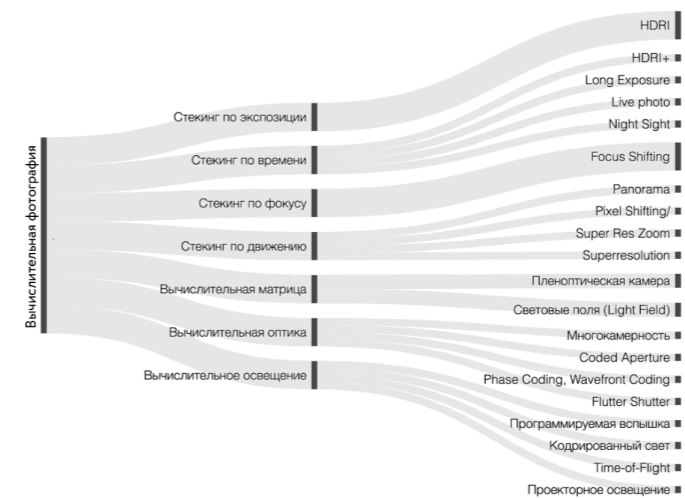 Вычислительная фотография
Стекинг по экспозиции
Стекинг по времени
Стекинг по фокусу
Стекинг по движению
Вычислительная матрица
Вычислительная оптика
Вычислительное освещение
HDRI
HDRI+
Long Exposure
Live photo
Night Sight
Focus Shifting
Panorama
Pixel Shifting/
Super Res Zoom
Superresolution
Пленоптическая камера
Световые поля (Light Field)
Многокамерность
Coded Aperture
Phase Coding, Wavefront Coding
Flutter Shutter
Программируемая вспышка
Кодрированный свет
Time-of-Flight
Проекторное освещение